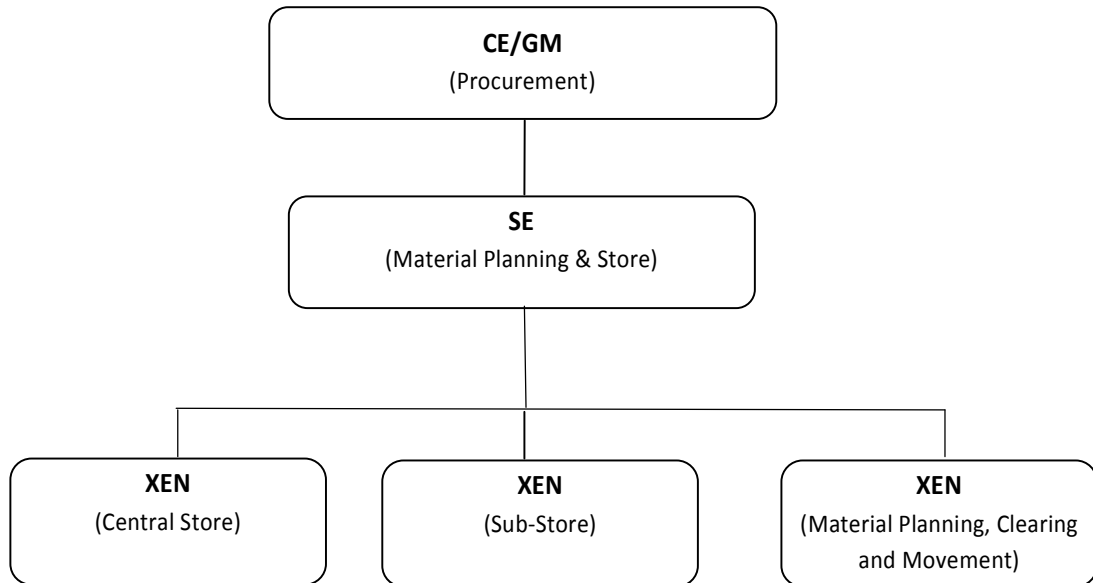 CE/GM
(Procurement)
SE
(Material Planning & Store)
XEN
(Central Store)
XEN
(Sub-Store)
XEN
(Material Planning, Clearing
and Movement)